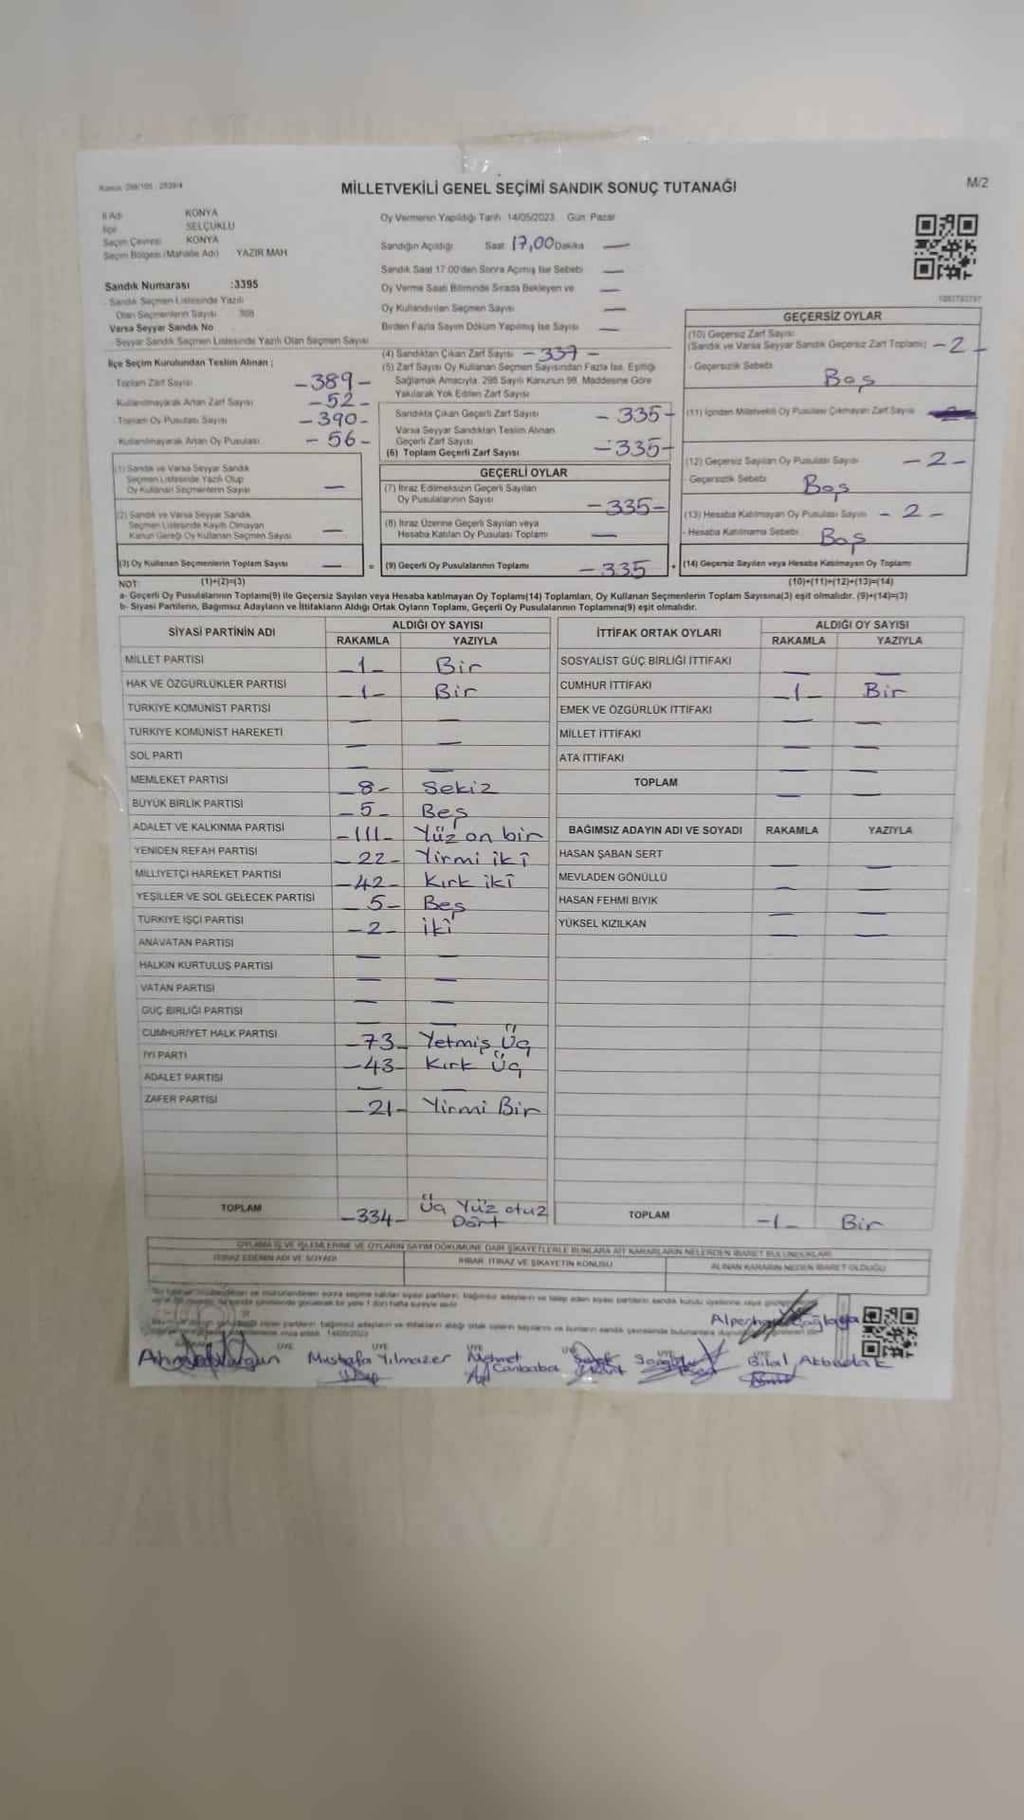 MİLLETVEKİLİ GENEL SEÇİMİ SANDIK SONUÇ TUTANAĞI
M/2
İl Adı KONYA
İlçe SELÇUKLU
Seçim Çevresi KONYA
Seçim Bölgesi (Mahalle Adı) YAZIR MAH
Sandık Numarası :3395
Sandık Seçmen Listesinde Yazılı
Olan Seçmenlerin Sayısı
Varsa Seyyar Sandık No
Seyyar Sandık Seçmen Listesinde Yazılı Olan Seçmen Sayısı
İlçe Seçim Kurulundan Teslim Alınan ;
Toplam Zarf Sayısı -389-
Kullanılmayarak Artan Zarf Sayısı -52-
Toplam Oy Pusulası Sayısı -390-
Kullanılmayarak Artan Oy Pusulası -56-
(1) Sandık ve Varsa Seyyar Sandık
Seçmen Listesinde Yazılı Olup
Oy Kullanan Seçmenlerin Sayısı —
(2) Sandık ve Varsa Seyyar Sandık
Seçmen Listesinde Kayıtlı Olmayan
Kanun Gereği Oy Kullanan Seçmen Sayısı —
(3) Oy Kullanan Seçmenlerin Toplam Sayısı —
Oy Vermenin Yapıldığı Tarih 14/05/2023 Gün Pazar
Sandığın Açıldığı Saat 17,00 Dakika —
Sandık Saat 17:00'den Sonra Açılmış İse Sebebi —
Oy Verme Saati Bitiminde Sırada Bekleyen ve —
Oy Kullandırılan Seçmen Sayısı —
Birden Fazla Sayım Döküm Yapılmış İse Sayısı —
(4) Sandıktan Çıkan Zarf Sayısı -337-
(5) Zarf Sayısı Oy Kullanan Seçmen Sayısından Fazla İse, Eşitliği
Sağlamak Amacıyla, 298 Sayılı Kanunun 98. Maddesine Göre
Yakılarak Yok Edilen Zarf Sayısı
Sandıkta Çıkan Geçerli Zarf Sayısı -335-
Varsa Seyyar Sandıktan Teslim Alınan
Geçerli Zarf Sayısı
(6) Toplam Geçerli Zarf Sayısı -335-
GEÇERLİ OYLAR
(7) İtiraz Edilmeksizin Geçerli Sayılan
Oy Pusulalarının Sayısı -335-
(8) İtiraz Üzerine Geçerli Sayılan veya
Hesaba Katılan Oy Pusulası Toplamı —
= (9) Geçerli Oy Pusulalarının Toplamı -335-
GEÇERSİZ OYLAR
(10) Geçersiz Zarf Sayısı
(Sandık ve Varsa Seyyar Sandık Geçersiz Zarf Toplamı) -2-
- Geçersizlik Sebebi Boş
(11) İçinden Milletvekili Oy Pusulası Çıkmayan Zarf Sayısı
(12) Geçersiz Sayılan Oy Pusulası Sayısı -2-
- Geçersizlik Sebebi Boş
(13) Hesaba Katılmayan Oy Pusulası Sayısı -2-
- Hesaba Katılmama Sebebi Boş
+ (14) Geçersiz Sayılan veya Hesaba Katılmayan Oy Toplamı
NOT: (1)+(2)=(3) (10)+(11)+(12)+(13)=(14)
a- Geçerli Oy Pusulalarının Toplamı(9) ile Geçersiz Sayılan veya Hesaba katılmayan Oy Toplamı(14) Toplamları, Oy Kullanan Seçmenlerin Toplam Sayısına(3) eşit olmalıdır. (9)+(14)=(3)
b- Siyasi Partilerin, Bağımsız Adayların ve İttifakların Aldığı Ortak Oyların Toplamı, Geçerli Oy Pusulalarının Toplamına(9) eşit olmalıdır.
SİYASİ PARTİNİN ADI ALDIĞI OY SAYISI
RAKAMLA YAZIYLA
MİLLET PARTİSİ -1- Bir
HAK VE ÖZGÜRLÜKLER PARTİSİ -1- Bir
TÜRKİYE KOMÜNİST PARTİSİ — —
TÜRKİYE KOMÜNİST HAREKETİ — —
SOL PARTİ — —
MEMLEKET PARTİSİ -8- Sekiz
BÜYÜK BİRLİK PARTİSİ -5- Beş
ADALET VE KALKINMA PARTİSİ -111- Yüz on bir
YENİDEN REFAH PARTİSİ -22- Yirmi iki
MİLLİYETÇİ HAREKET PARTİSİ -42- Kırk iki
YEŞİLLER VE SOL GELECEK PARTİSİ 5- Beş
TÜRKİYE İŞÇİ PARTİSİ -2- iki
ANAVATAN PARTİSİ — —
HALKIN KURTULUŞ PARTİSİ — —
VATAN PARTİSİ — —
GÜÇ BİRLİĞİ PARTİSİ — —
CUMHURİYET HALK PARTİSİ -73- Yetmiş Üç
İYİ PARTİ -43- Kırk Üç
ADALET PARTİSİ — —
ZAFER PARTİSİ -21- Yirmi Bir
TOPLAM -334- Üç Yüz otuz
Dört
İTTİFAK ORTAK OYLARI ALDIĞI OY SAYISI
RAKAMLA YAZIYLA
SOSYALİST GÜÇ BİRLİĞİ İTTİFAKI — —
CUMHUR İTTİFAKI -1- Bir
EMEK VE ÖZGÜRLÜK İTTİFAKI — —
MİLLET İTTİFAKI — —
ATA İTTİFAKI — —
TOPLAM — —
BAĞIMSIZ ADAYIN ADI VE SOYADI RAKAMLA YAZIYLA
HASAN ŞABAN SERT — —
MEVLADEN GÖNÜLLÜ — —
HASAN FEHMİ BIYIK — —
YÜKSEL KIZILKAN — —
TOPLAM -1- Bir
OYLAMA İŞ VE İŞLEMLERİNE VE OYLARIN SAYIM DÖKÜMÜNE DAİR ŞİKAYETLERLE BUNLARA AİT KARARLARIN NELERDEN İBARET BULUNDUKLARI
İTİRAZ EDENİN ADI VE SOYADI İHBAR, İTİRAZ VE ŞİKAYETİN KONUSU ALINAN KARARIN NEDEN İBARET OLDUĞU
ÜYE ÜYE ÜYE ÜYE ÜYE
Mustafa Yılmazer Mehmet
Canbaba
Bilal Akbudak